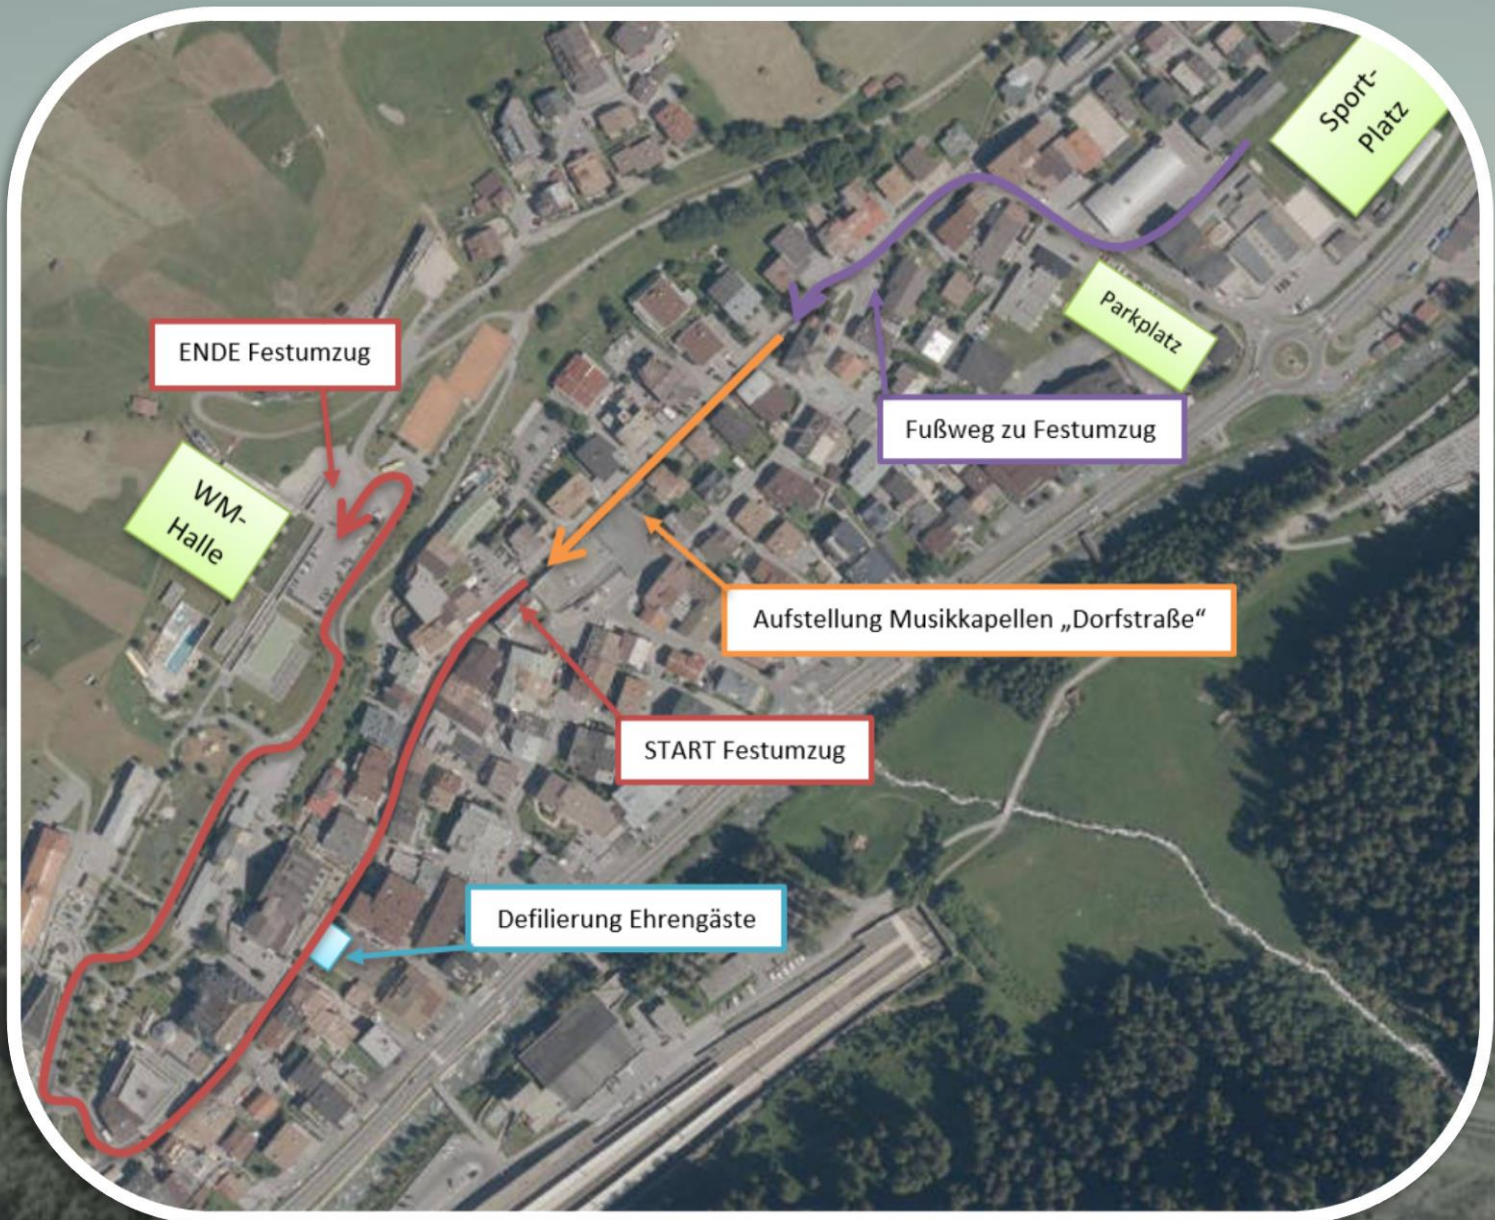 Sport-
Platz
Parkplatz
ENDE Festumzug
Fußweg zu Festumzug
WM-
Halle
Aufstellung Musikkapellen „Dorfstraße“
START Festumzug
Defilierung Ehrengäste